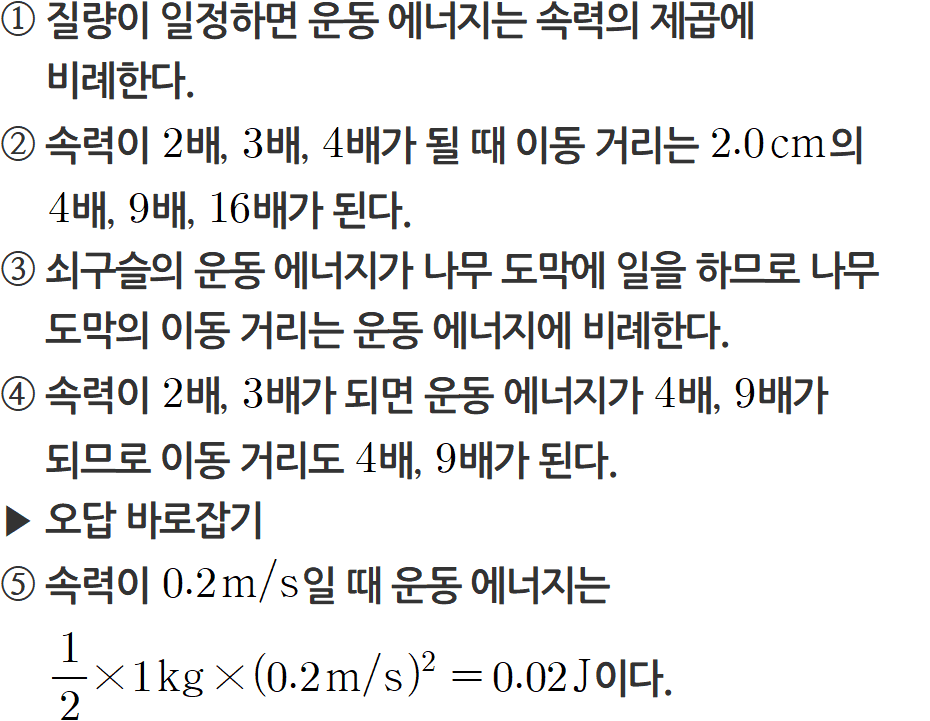 ① 질량이 일정하면 운동 에너지는 속력의 제곱에
비례한다.
② 속력이 2배, 3배, 4배가 될 때 이동 거리는 2.0 cm의
4배, 9배, 16배가 된다.
③ 쇠구슬의 운동 에너지가 나무 도막에 일을 하므로 나무
도막의 이동 거리는 운동 에너지에 비례한다.
④ 속력이 2배, 3배가 되면 운동 에너지가 4배, 9배가
되므로 이동 거리도 4배, 9배가 된다.
▶ 오답 바로잡기
⑤ 속력이 0.2 m/s일 때 운동 에너지는
1/2 × 1 kg × (0.2 m/s)² = 0.02 J이다.